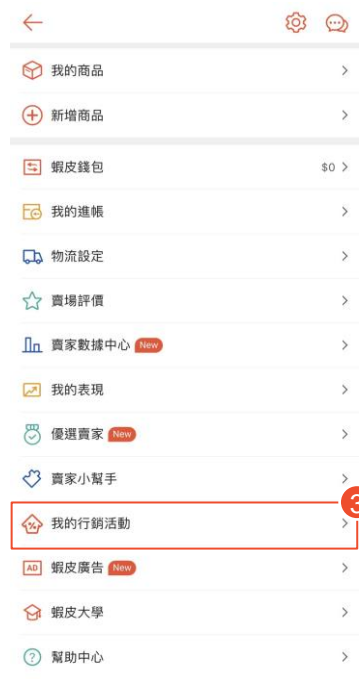 我的商品
新增商品
蝦皮錢包 $0
我的進帳
物流設定
賣場評價
賣家數據中心 New
我的表現
優選賣家 New
賣家小幫手
3
我的行銷活動
AD 蝦皮廣告 New
蝦皮大學
? 幫助中心